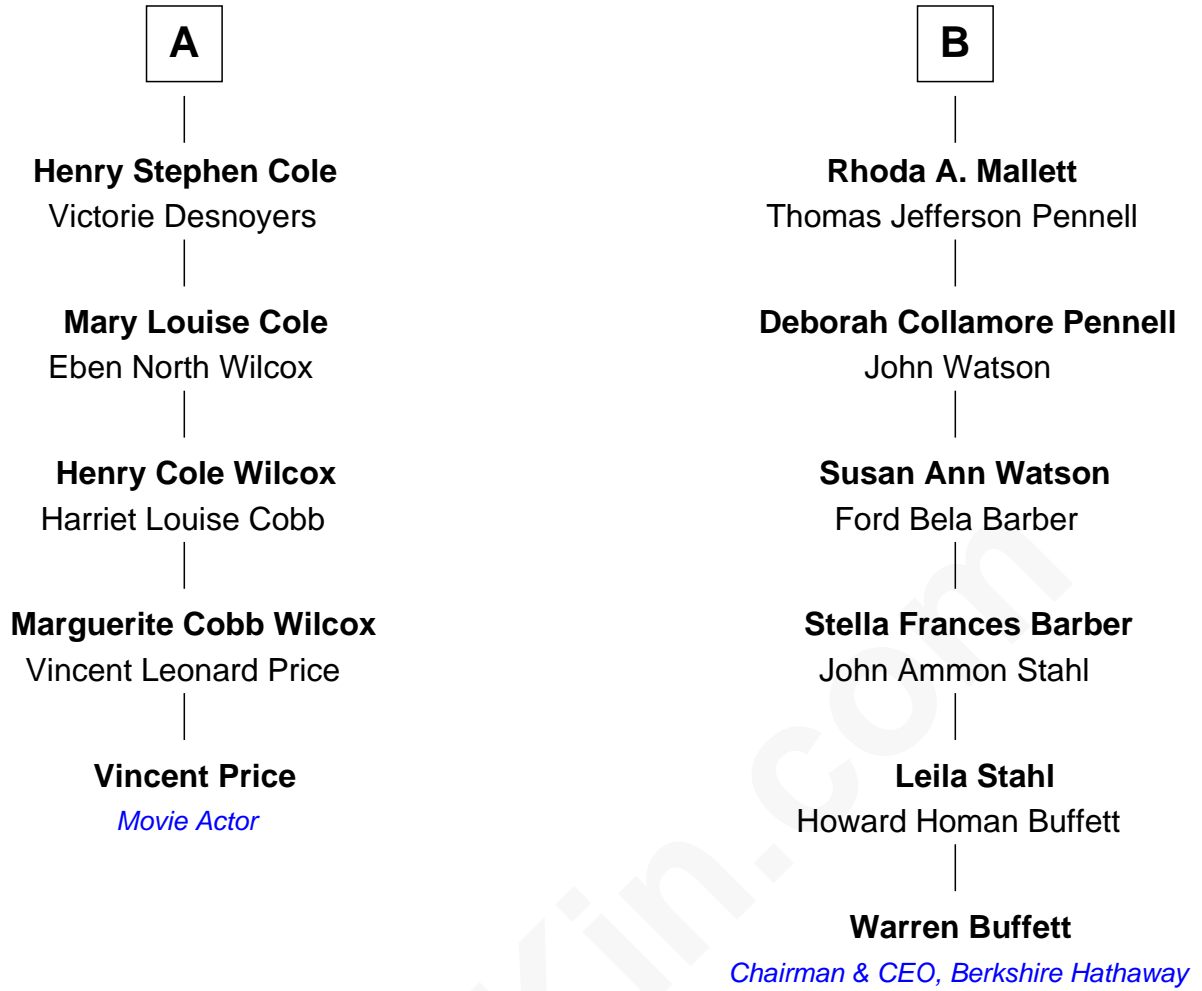 A
Henry Stephen Cole
Victorie Desnoyers
Mary Louise Cole
Eben North Wilcox
Henry Cole Wilcox
Harriet Louise Cobb
Marguerite Cobb Wilcox
Vincent Leonard Price
Vincent Price
Movie Actor
B
Rhoda A. Mallett
Thomas Jefferson Pennell
Deborah Collamore Pennell
John Watson
Susan Ann Watson
Ford Bela Barber
Stella Frances Barber
John Ammon Stahl
Leila Stahl
Howard Homan Buffett
Warren Buffett
Chairman & CEO, Berkshire Hathaway
Kin.com